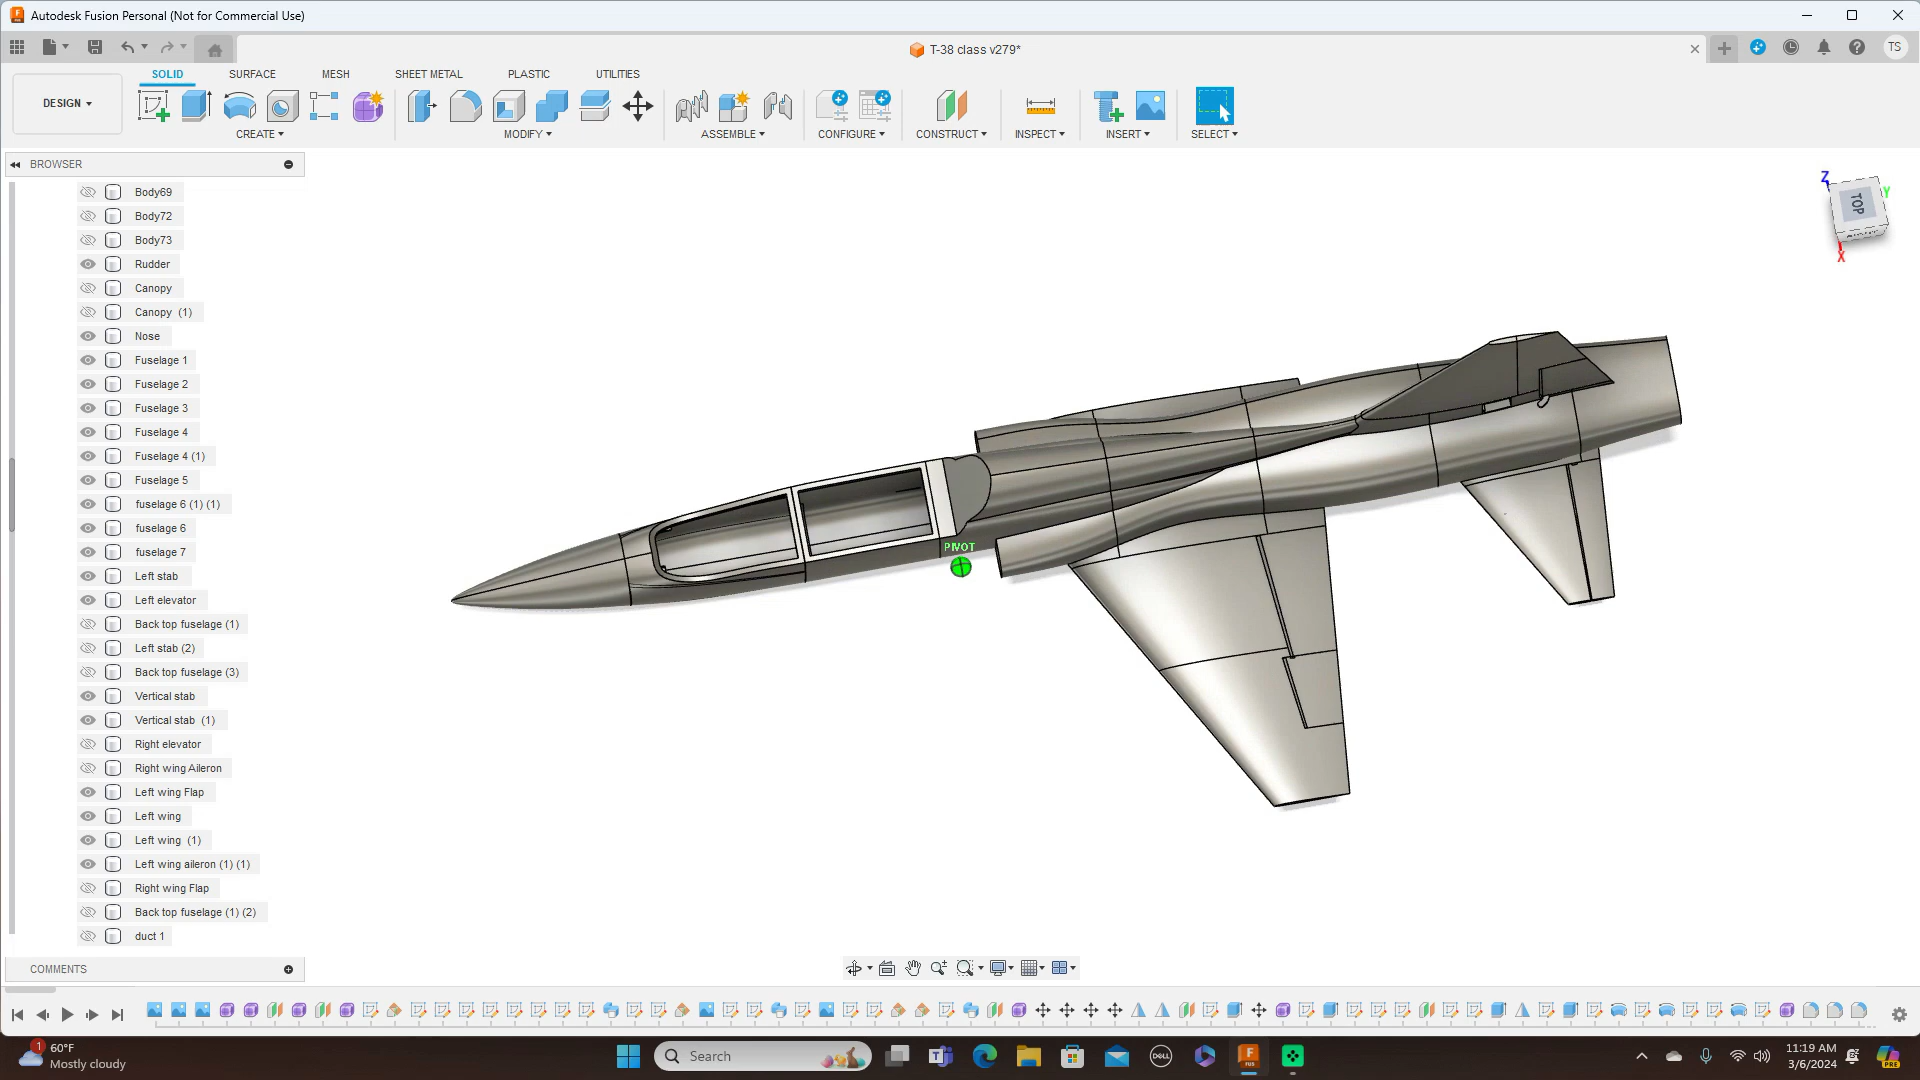 Autodesk Fusion Personal (Not for Commercial Use)
T-38 class v279*
TS
DESIGN
SOLID SURFACE MESH SHEET METAL PLASTIC UTILITIES
CREATE MODIFY ASSEMBLE CONFIGURE CONSTRUCT INSPECT INSERT SELECT
BROWSER
Body69
Body72
Body73
Rudder
Canopy
Canopy (1)
Nose
Fuselage 1
Fuselage 2
Fuselage 3
Fuselage 4
Fuselage 4 (1)
Fuselage 5
fuselage 6 (1) (1)
fuselage 6
fuselage 7
Left stab
Left elevator
Back top fuselage (1)
Left stab (2)
Back top fuselage (3)
Vertical stab
Vertical stab (1)
Right elevator
Right wing Aileron
Left wing Flap
Left wing
Left wing (1)
Left wing aileron (1) (1)
Right wing Flap
Back top fuselage (1) (2)
duct 1
Z
Y
TOP
X
PIVOT
COMMENTS
1
60°F
Mostly cloudy
Search
DELL
F
FUS
11:19 AM
3/6/2024
PRE